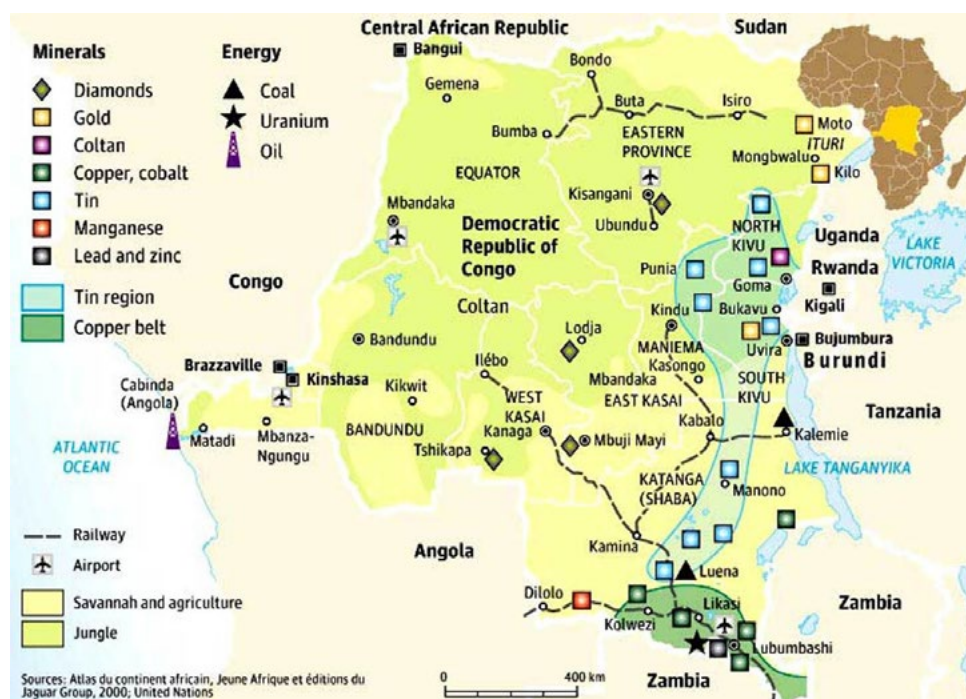 Minerals
Diamonds
Gold
Coltan
Copper, cobalt
Tin
Manganese
Lead and zinc
Tin region
Copper belt
Energy
Coal
Uranium
Oil
Central African Republic
Bangui
Sudan
Gemena
Bondo
Buta
Isiro
Bumba
EASTERN
PROVINCE
Moto
ITURI
Mongbwalu
Kilo
EQUATOR
Kisangani
Ubundu
Mbandaka
Democratic
Republic of
Congo
NORTH
KIVU
Uganda
LAKE
VICTORIA
Punia
Goma
Rwanda
Kigali
Congo
Coltan
Bukavu
Kindu
Lodja
Bandundu
Uvira
Bujumbura
Burundi
MANIEMA
Kasongo
Ilébo
Brazzaville
Kinshasa
Cabinda
(Angola)
Kikwit
WEST
KASAI
Mbandaka
EAST KASAI
SOUTH
KIVU
Tanzania
ATLANTIC
OCEAN
Matadi
Mbanza-
Ngungu
BANDUNDU
Kanaga
Tshikapa
Mbuji Mayi
Kabalo
Kalemie
LAKE TANGANYIKA
KATANGA
(SHABA)
Manono
Railway
Airport
Savannah and agriculture
Jungle
Angola
Kamina
Luena
Dilolo
Kolwezi
Likasi
Lubumbashi
Zambia
Zambia
Sources: Atlas du continent africain, Jeune Afrique et éditions du
Jaguar Group, 2000; United Nations
0
400 km